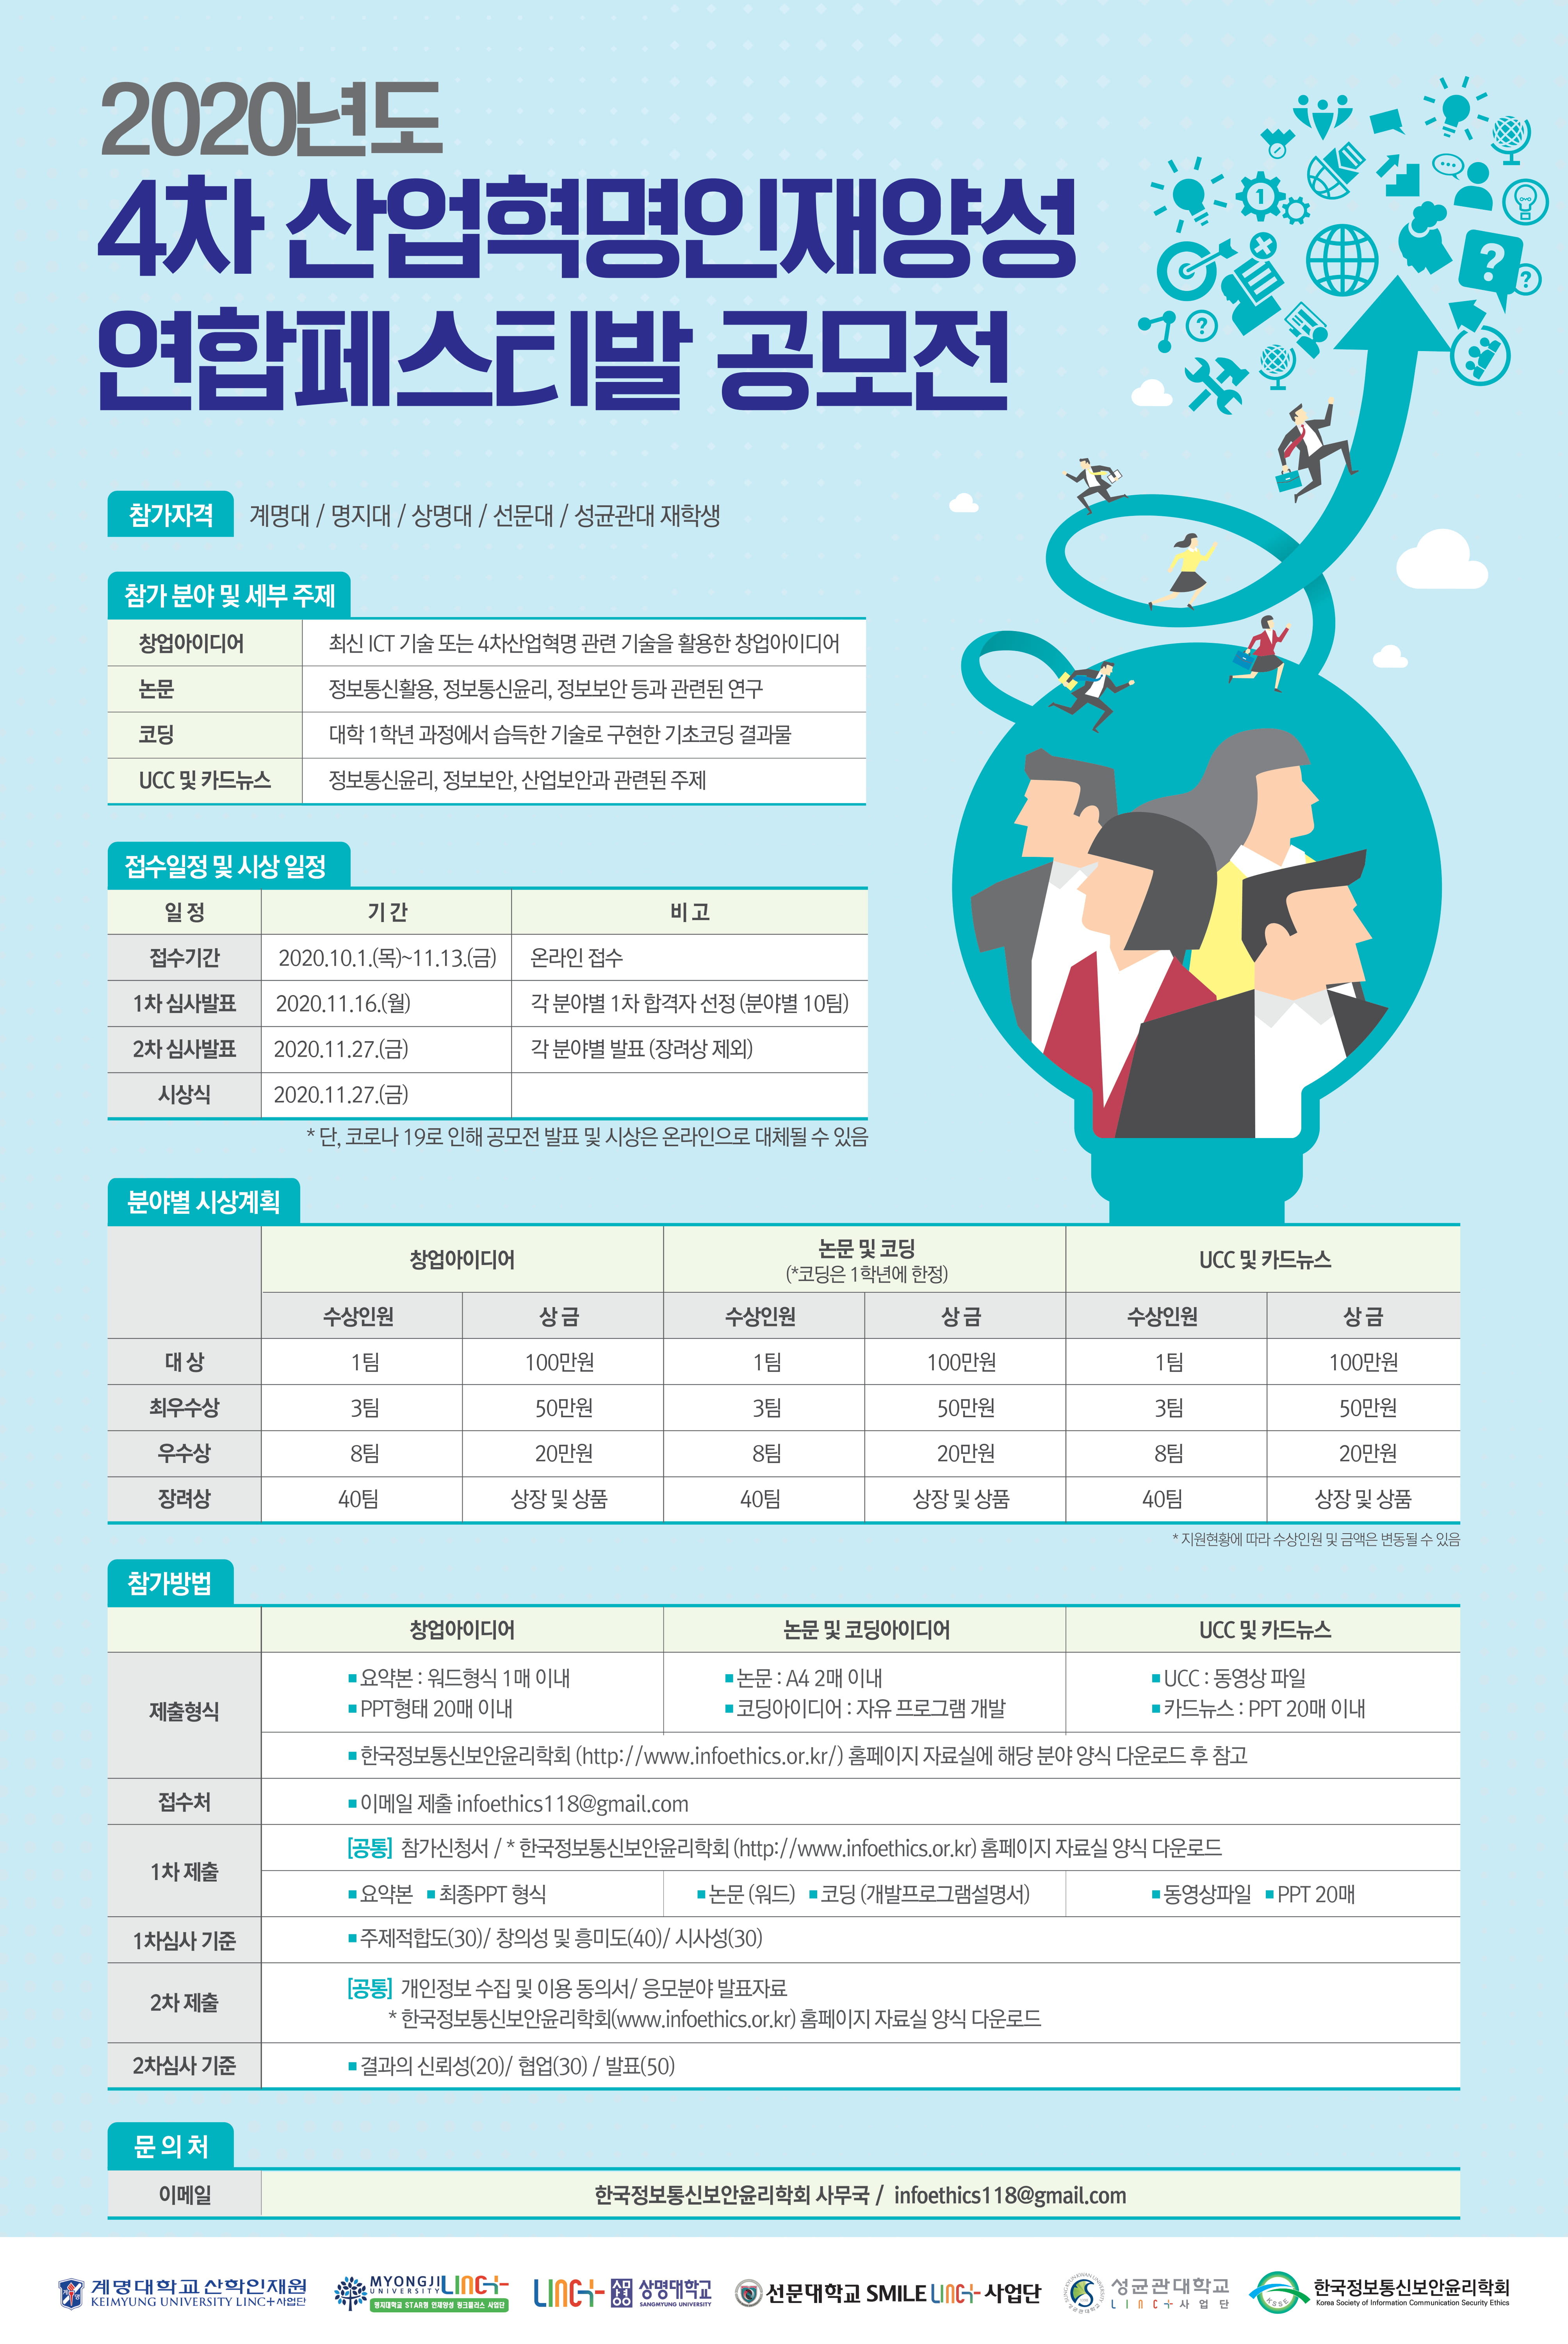 2020년도
4차 산업혁명인재양성
연합페스티발 공모전
참가자격 계명대 / 명지대 / 상명대 / 선문대 / 성균관대 재학생
참가 분야 및 세부 주제
창업아이디어 최신 ICT 기술 또는 4차산업혁명 관련 기술을 활용한 창업아이디어
논문 정보통신활용, 정보통신윤리, 정보보안 등과 관련된 연구
코딩 대학 1학년 과정에서 습득한 기술로 구현한 기초코딩 결과물
UCC 및 카드뉴스 정보통신윤리, 정보보안, 산업보안과 관련된 주제
접수일정 및 시상 일정
일 정 기 간 비 고
접수기간 2020.10.1.(목)~11.13.(금) 온라인 접수
1차 심사발표 2020.11.16.(월) 각 분야별 1차 합격자 선정 (분야별 10팀)
2차 심사발표 2020.11.27.(금) 각 분야별 발표 (장려상 제외)
시상식 2020.11.27.(금)
* 단, 코로나 19로 인해 공모전 발표 및 시상은 온라인으로 대체될 수 있음
분야별 시상계획
창업아이디어 논문 및 코딩 UCC 및 카드뉴스
(*코딩은 1학년에 한정)
수상인원 상 금 수상인원 상 금 수상인원 상 금
대 상 1팀 100만원 1팀 100만원 1팀 100만원
최우수상 3팀 50만원 3팀 50만원 3팀 50만원
우수상 8팀 20만원 8팀 20만원 8팀 20만원
장려상 40팀 상장 및 상품 40팀 상장 및 상품 40팀 상장 및 상품
* 지원현황에 따라 수상인원 및 금액은 변동될 수 있음
참가방법
창업아이디어 논문 및 코딩아이디어 UCC 및 카드뉴스
제출형식
■ 요약본 : 워드형식 1매 이내 ■ 논문 : A4 2매 이내 ■ UCC : 동영상 파일
■ PPT형태 20매 이내 ■ 코딩아이디어 : 자유 프로그램 개발 ■ 카드뉴스 : PPT 20매 이내
■ 한국정보통신보안윤리학회 (http://www.infoethics.or.kr/) 홈페이지 자료실에 해당 분야 양식 다운로드 후 참고
접수처 ■ 이메일 제출 infoethics118@gmail.com
1차 제출
[공통] 참가신청서 / * 한국정보통신보안윤리학회 (http://www.infoethics.or.kr) 홈페이지 자료실 양식 다운로드
■ 요약본 ■ 최종PPT 형식 ■ 논문 (워드) ■ 코딩 (개발프로그램설명서) ■ 동영상파일 ■ PPT 20매
1차심사 기준 ■ 주제적합도(30)/ 창의성 및 흥미도(40)/ 시사성(30)
2차 제출
[공통] 개인정보 수집 및 이용 동의서/ 응모분야 발표자료
* 한국정보통신보안윤리학회(www.infoethics.or.kr) 홈페이지 자료실 양식 다운로드
2차심사 기준 ■ 결과의 신뢰성(20)/ 협업(30) / 발표(50)
문 의 처
이메일 한국정보통신보안윤리학회 사무국 / infoethics118@gmail.com
계명대학교 산학인재원
KEIMYUNG UNIVERSITY LINC+사업단
MYONGJI UNIVERSITY LINC+
명지대학교 STAR형 인재양성 링크플러스 사업단
LINC+ 상명 상명대학교
SANGMYUNG UNIVERSITY
선문대학교 SMILE LINC+ 사업단
성균관대학교
LINC+사업단
KSSE
한국정보통신보안윤리학회
Korea Society of Information Communication Security Ethics